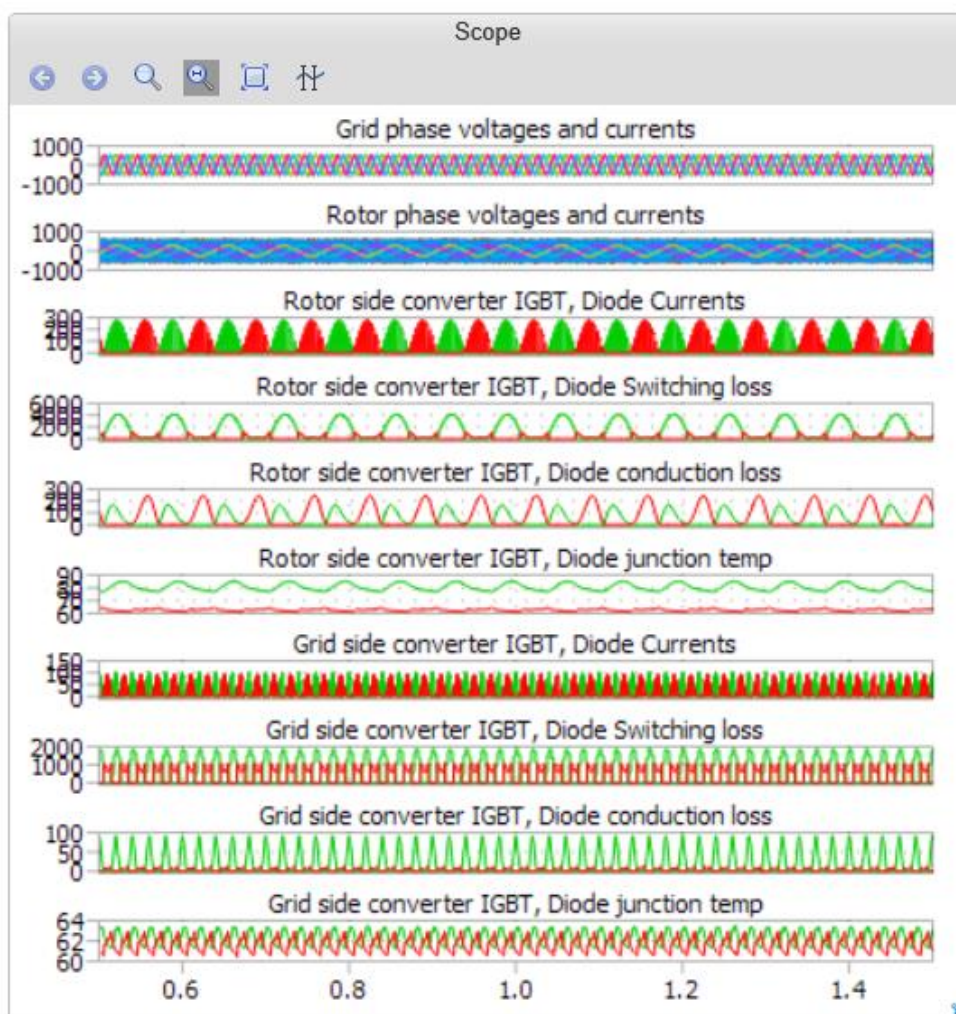 Scope
Grid phase voltages and currents
1000
0
-1000
Rotor phase voltages and currents
1000
0
-1000
Rotor side converter IGBT, Diode Currents
300
200
100
0
Rotor side converter IGBT, Diode Switching loss
6000
2000
0
Rotor side converter IGBT, Diode conduction loss
300
200
100
0
Rotor side converter IGBT, Diode junction temp
90
60
Grid side converter IGBT, Diode Currents
150
100
50
0
Grid side converter IGBT, Diode Switching loss
2000
1000
0
Grid side converter IGBT, Diode conduction loss
100
50
0
Grid side converter IGBT, Diode junction temp
64
62
60
0.6 0.8 1.0 1.2 1.4